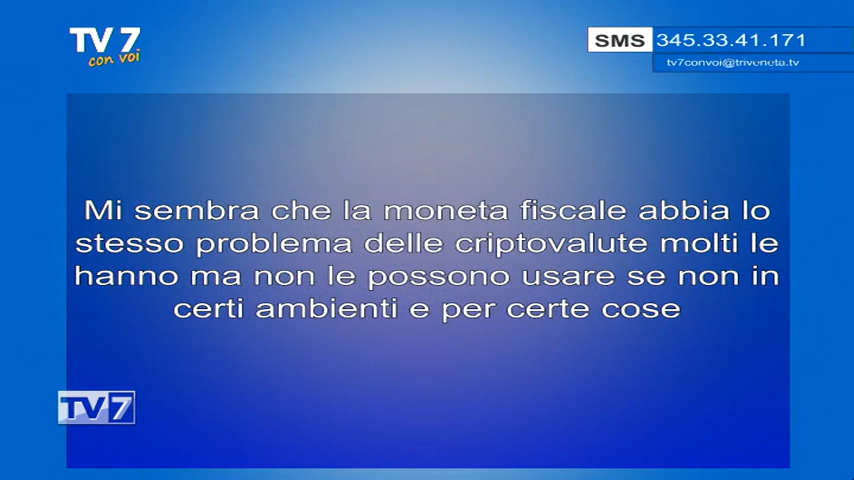 TV 7
con voi
SMS 345.33.41.171
tv7convoi@triveneta.tv
Mi sembra che la moneta fiscale abbia lo
stesso problema delle criptovalute molti le
hanno ma non le possono usare se non in
certi ambienti e per certe cose
TV7